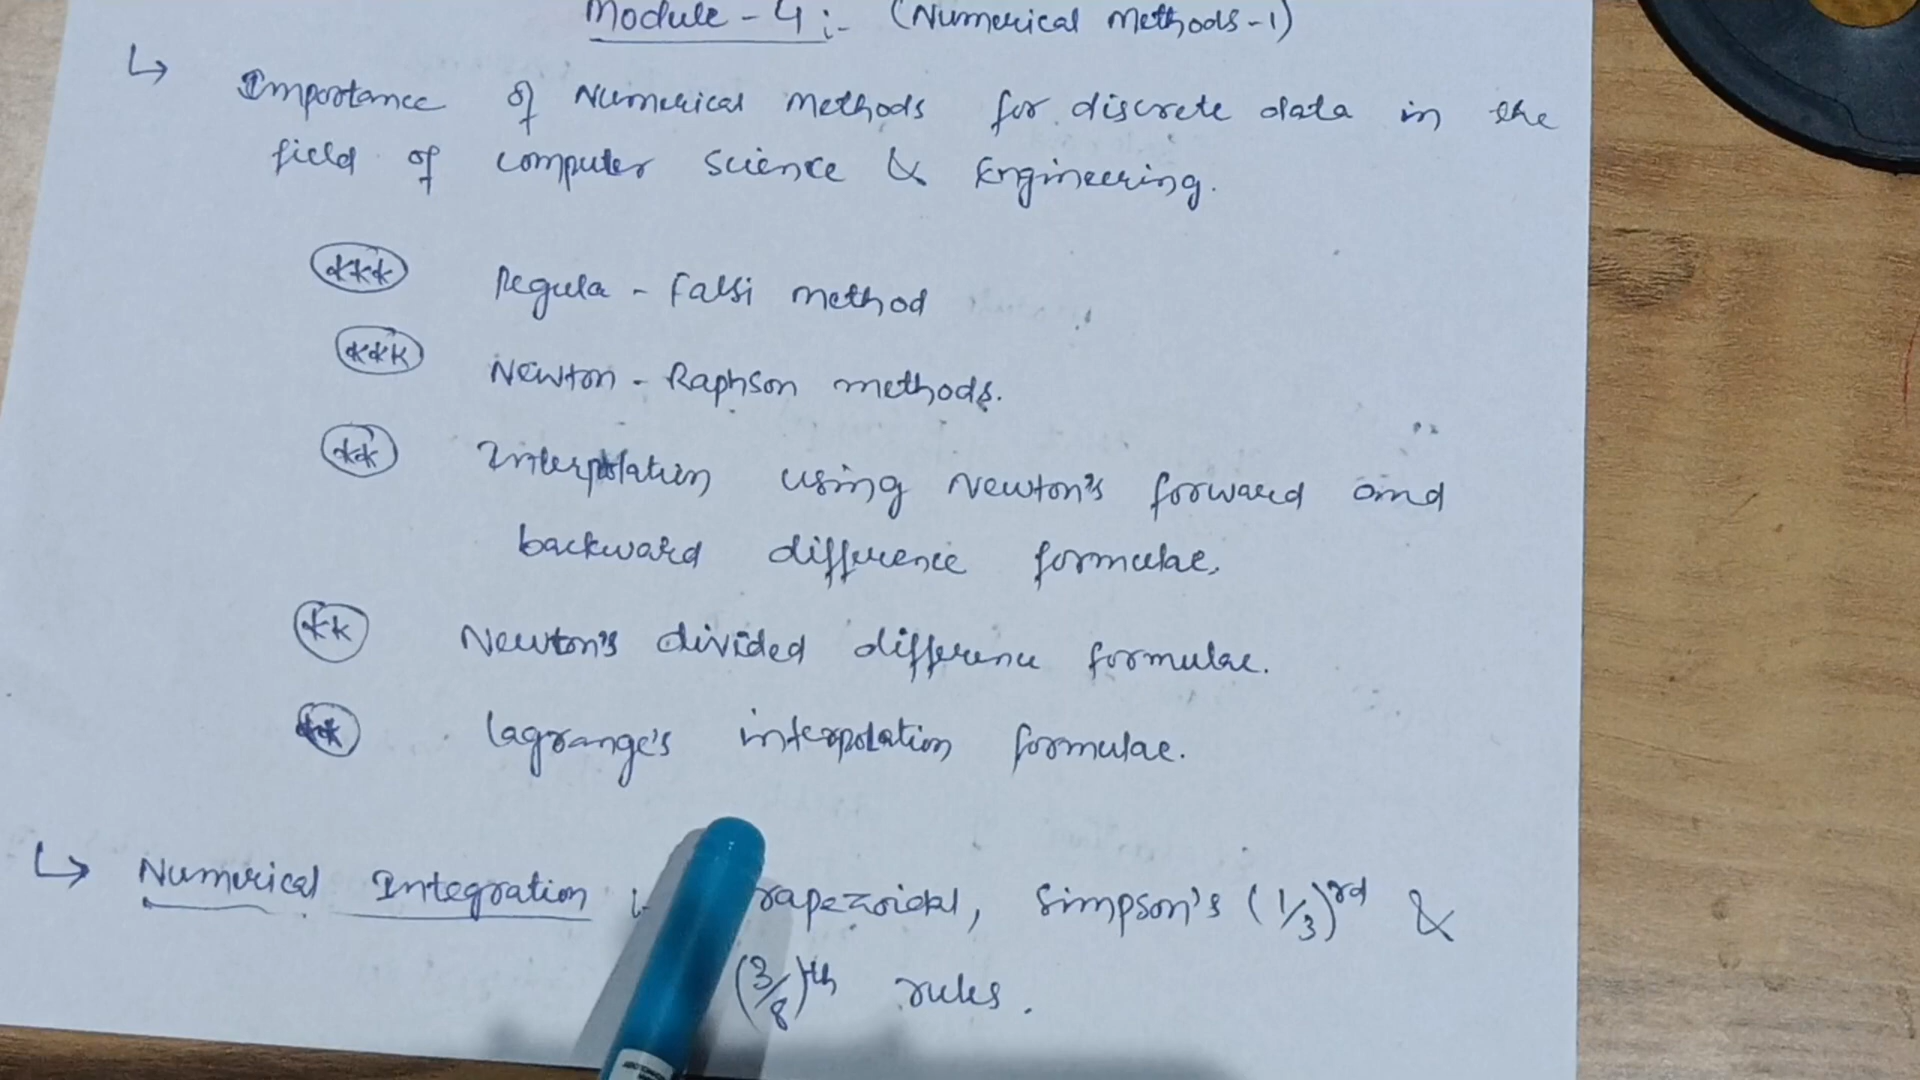 Module - 4 :- (Numerical Methods-1)
↳ Importance of Numerical methods for discrete data in the
field of computer science & Engineering.
*** Regula - Falsi method
*** Newton - Raphson methods.
** Interpolation using Newton's forward and
backward difference formulae.
** Newton's divided difference formulae.
** Lagrange's interpolation formulae.
↳ Numerical Integration :- rapezoidal, Simpson's (1/3)rd &
(3/8)th rules.